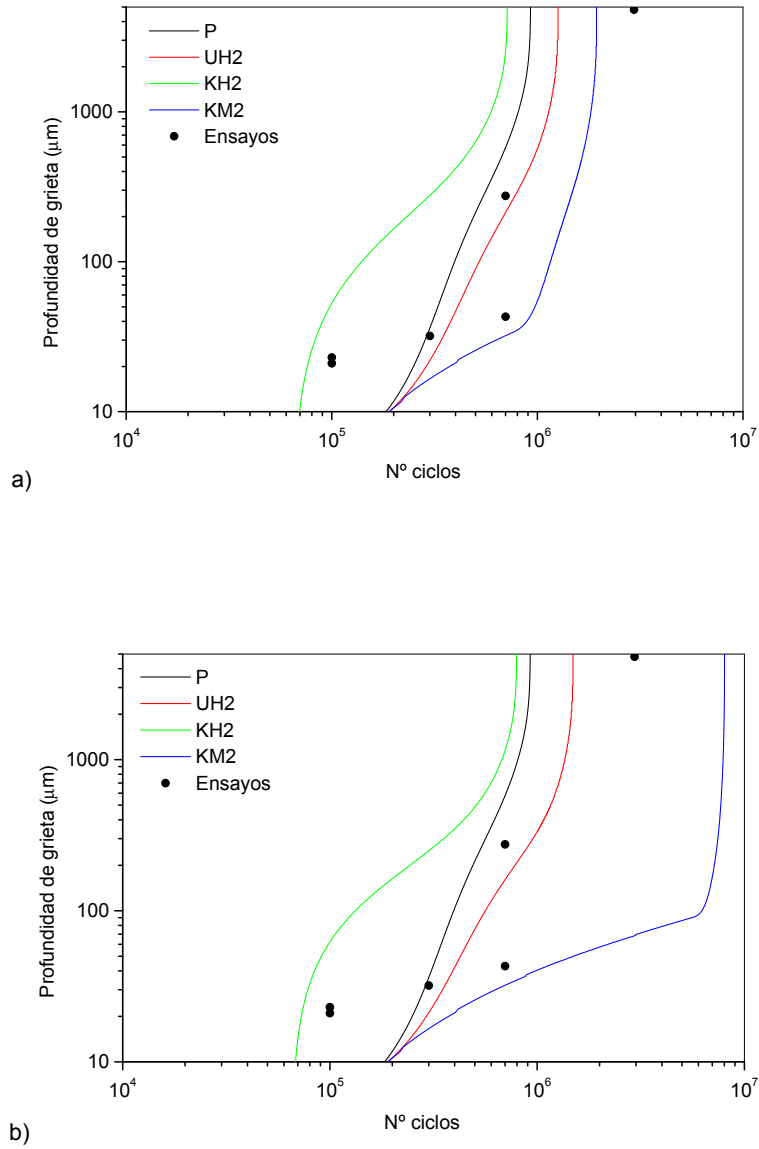 P
UH2
KH2
KM2
Ensayos
1000
100
10
Profundidad de grieta (μm)
10^4
10^5
10^6
10^7
Nº ciclos
a)
P
UH2
KH2
KM2
Ensayos
1000
100
10
Profundidad de grieta (μm)
10^4
10^5
10^6
10^7
Nº ciclos
b)